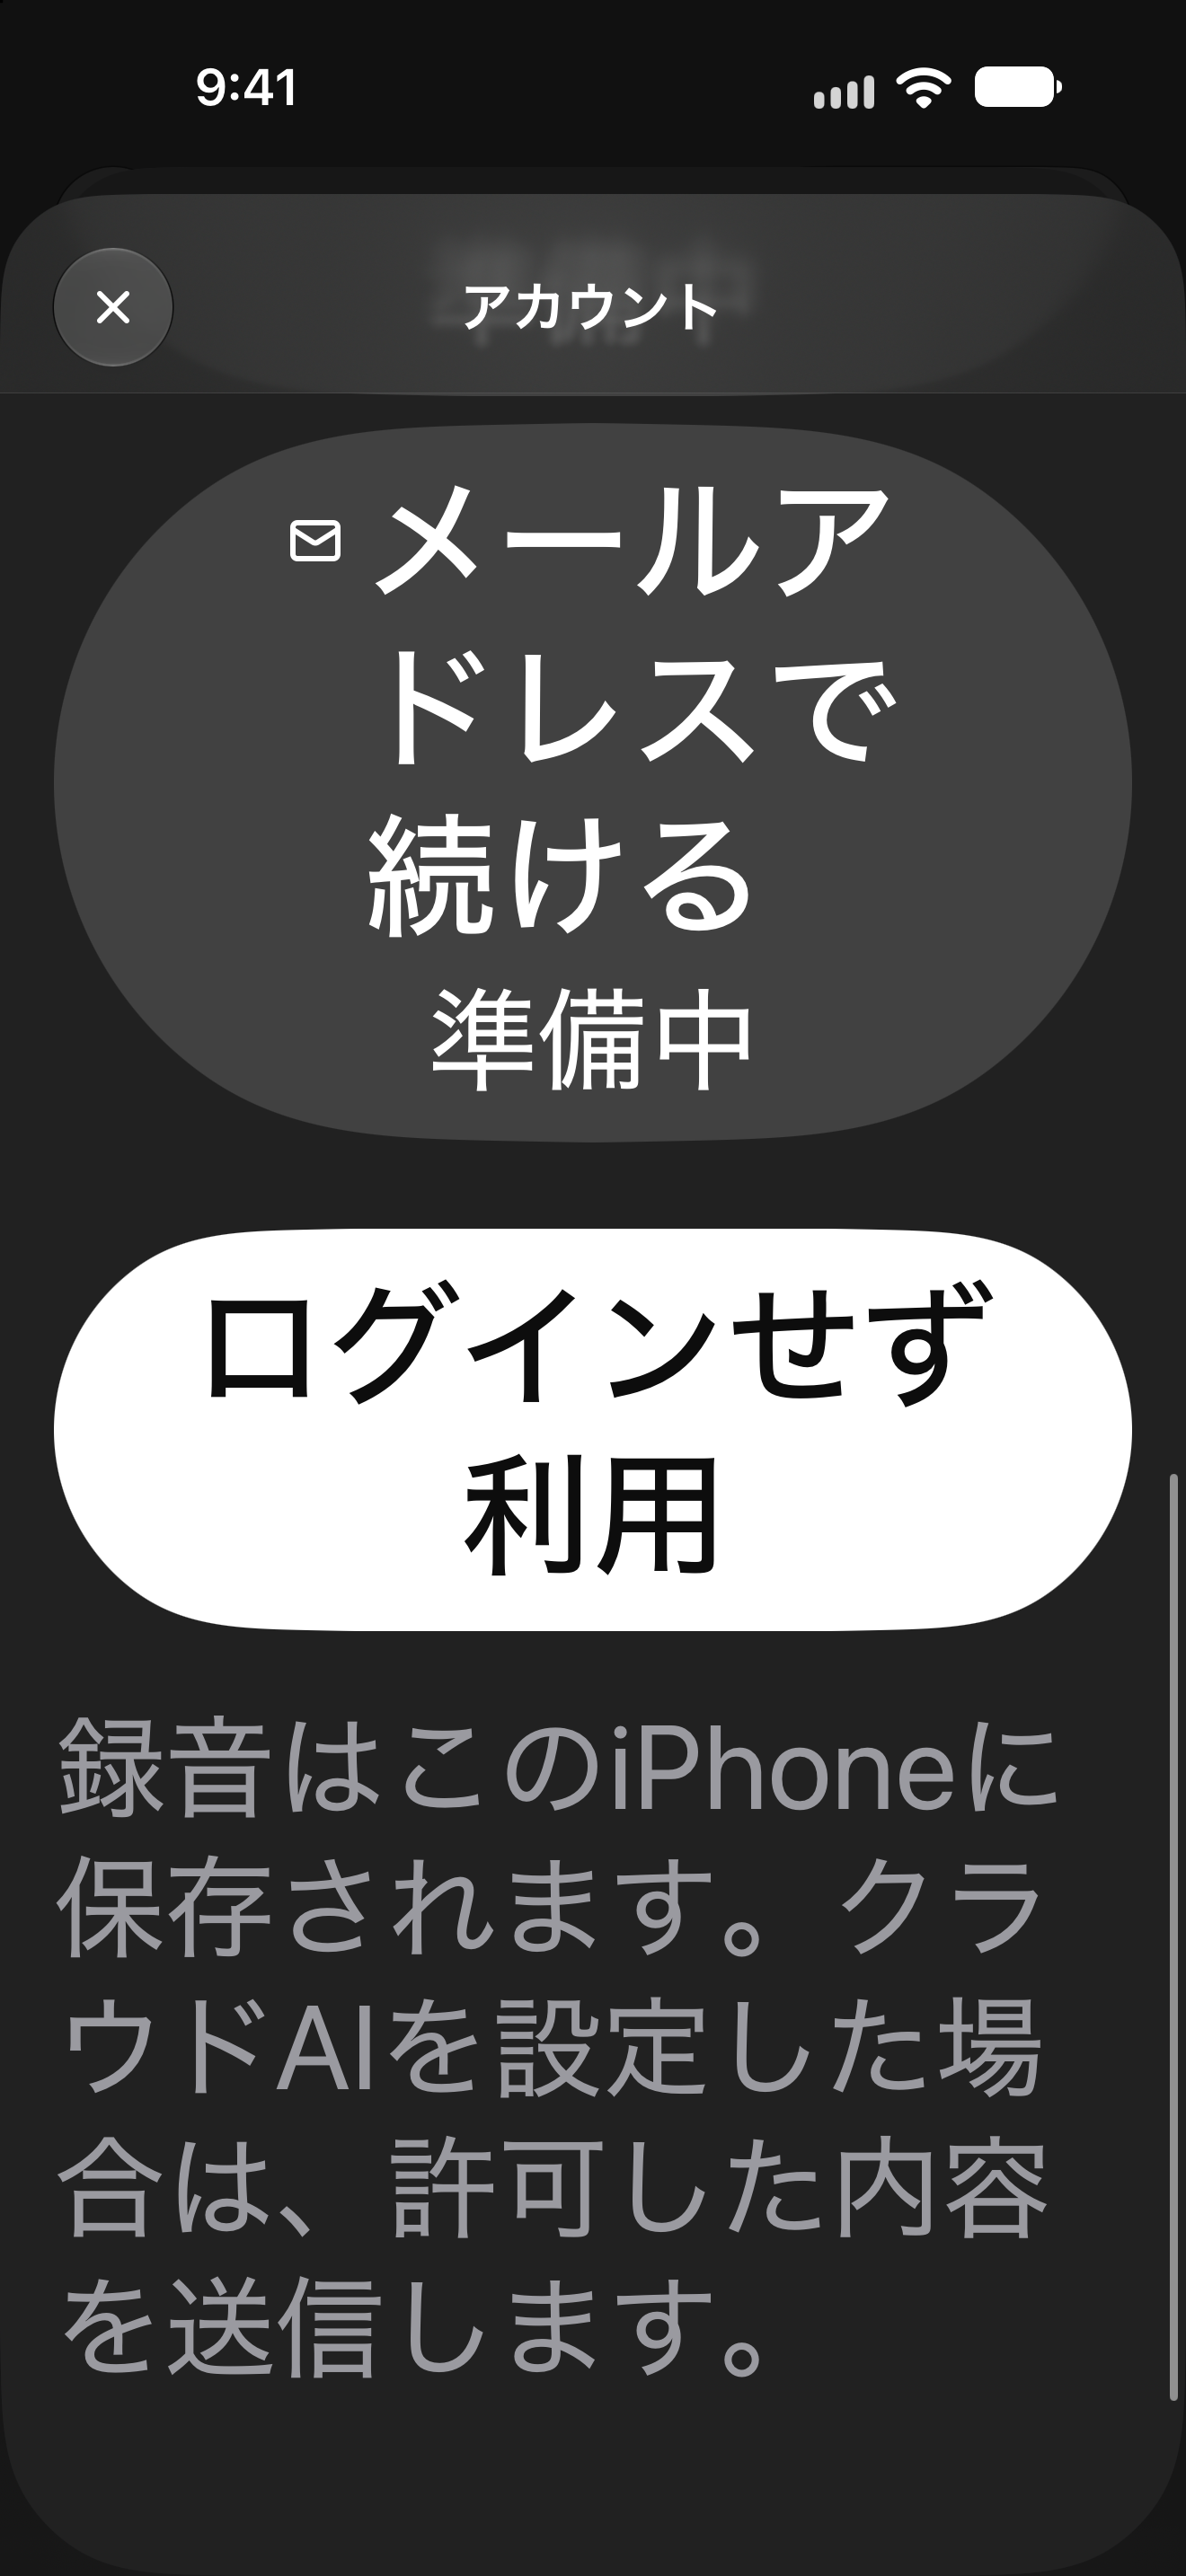 9:41
準備中
アカウント
メールア
ドレスで
続ける
準備中
ログインせず
利用
録音はこのiPhoneに
保存されます。クラ
ウドAIを設定した場
合は、許可した内容
を送信します。